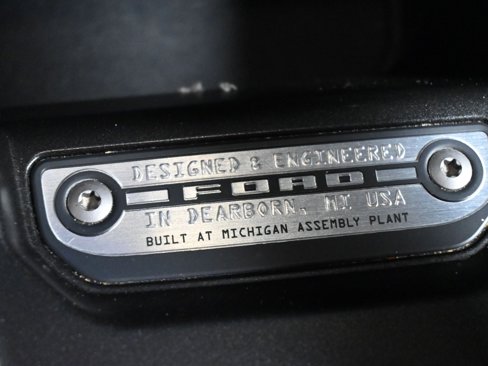 DESIGNED & ENGINEERED
FORD
IN DEARBORN, MI USA
BUILT AT MICHIGAN ASSEMBLY PLANT